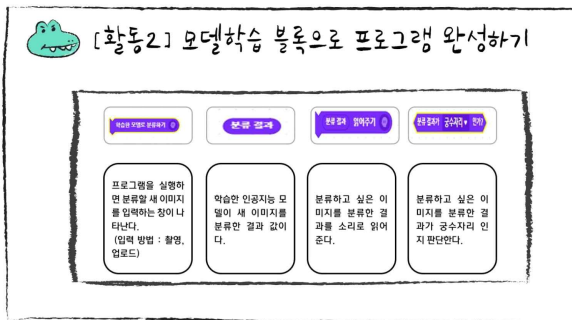 [활동2] 모델학습 블록으로 프로그램 완성하기
학습한 모델로 분류하기
분류 결과
분류 결과 읽어주기
분류 결과가 궁수자리 인가?
프로그램을 실행하
면 분류할 새 이미지
를 입력하는 창이 나
타난다.
(입력 방법 : 촬영,
업로드)
학습한 인공지능 모
델이 새 이미지를
분류한 결과 값이
다.
분류하고 싶은 이
미지를 분류한 결
과를 소리로 읽어
준다.
분류하고 싶은 이
미지를 분류한 결
과가 궁수자리 인
지 판단한다.